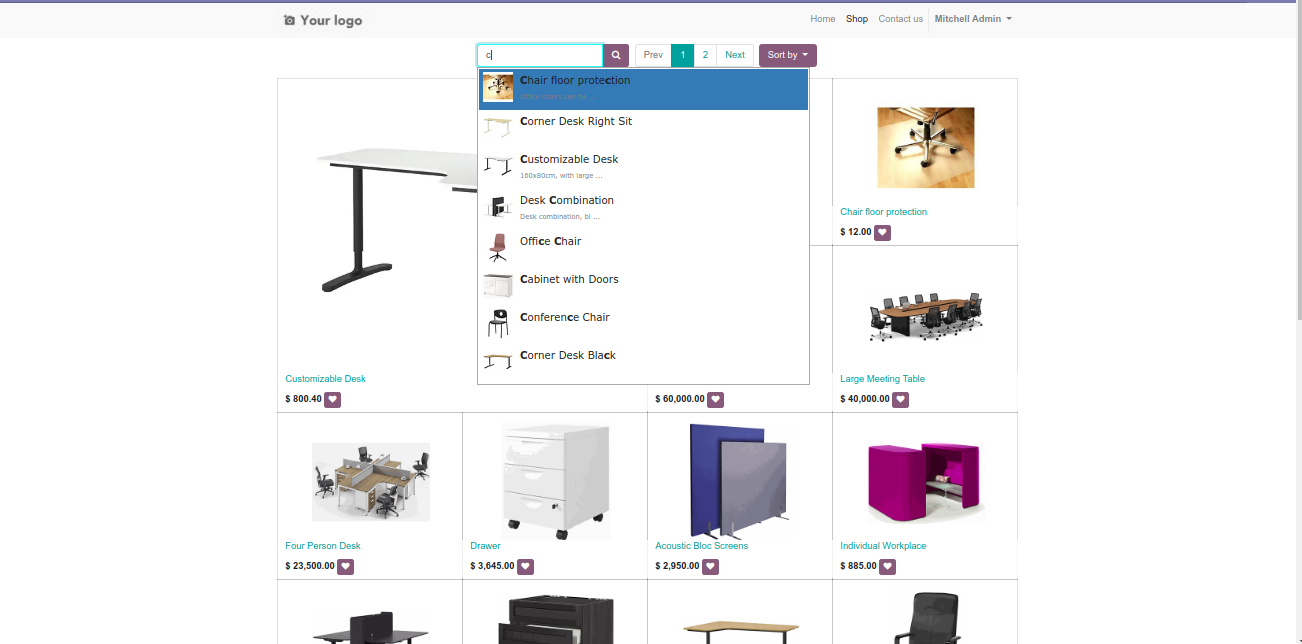 Your logo
Home Shop Contact us Mitchell Admin
c Prev 1 2 Next Sort by
Chair floor protection
Office chairs can ha ...
Corner Desk Right Sit
Customizable Desk
160x80cm, with large ...
Desk Combination
Desk combination, bl ...
Office Chair
Cabinet with Doors
Conference Chair
Corner Desk Black
Chair floor protection
$ 12.00
Customizable Desk
$ 800.40
$ 60,000.00
Large Meeting Table
$ 40,000.00
Four Person Desk
$ 23,500.00
Drawer
$ 3,645.00
Acoustic Bloc Screens
$ 2,950.00
Individual Workplace
$ 885.00